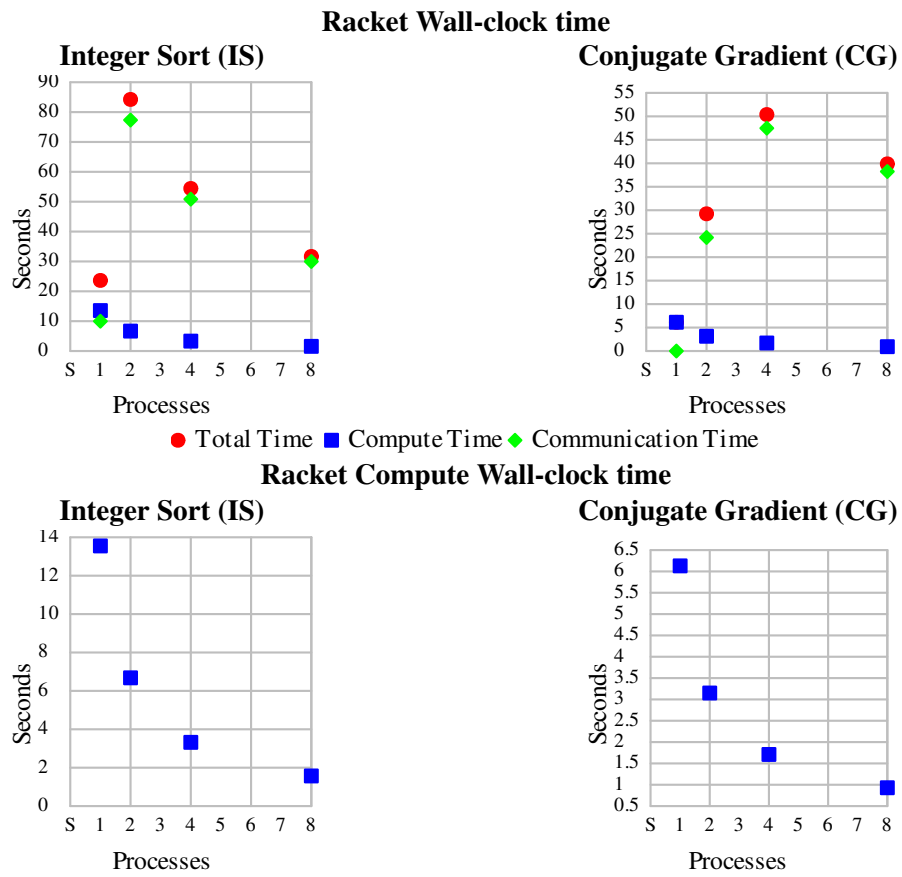 Racket Wall-clock time
Integer Sort (IS)
90
80
70
60
50
40
30
20
10
0
Seconds
S 1 2 3 4 5 6 7 8
Processes
Conjugate Gradient (CG)
55
50
45
40
35
30
25
20
15
10
5
0
Seconds
S 1 2 3 4 5 6 7 8
Processes
Total Time Compute Time Communication Time
Racket Compute Wall-clock time
Integer Sort (IS)
14
12
10
8
6
4
2
0
Seconds
S 1 2 3 4 5 6 7 8
Processes
Conjugate Gradient (CG)
6.5
6
5.5
5
4.5
4
3.5
3
2.5
2
1.5
1
0.5
Seconds
S 1 2 3 4 5 6 7 8
Processes